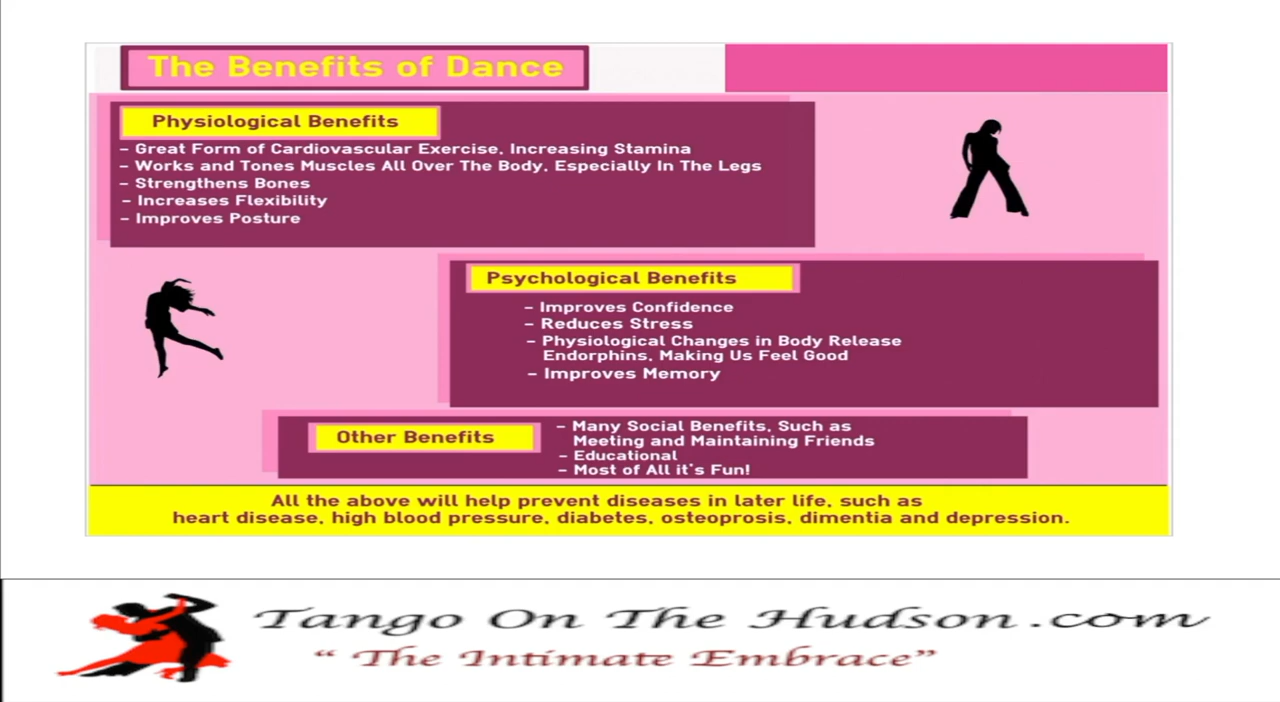 The Benefits of Dance
Physiological Benefits
- Great Form of Cardiovascular Exercise, Increasing Stamina
- Works and Tones Muscles All Over The Body, Especially In The Legs
- Strengthens Bones
- Increases Flexibility
- Improves Posture
Psychological Benefits
- Improves Confidence
- Reduces Stress
- Physiological Changes in Body Release
Endorphins, Making Us Feel Good
- Improves Memory
Other Benefits
- Many Social Benefits, Such as
Meeting and Maintaining Friends
- Educational
- Most of All it's Fun!
All the above will help prevent diseases in later life, such as
heart disease, high blood pressure, diabetes, osteoprosis, dimentia and depression.
Tango On The Hudson.com
“ The Intimate Embrace”